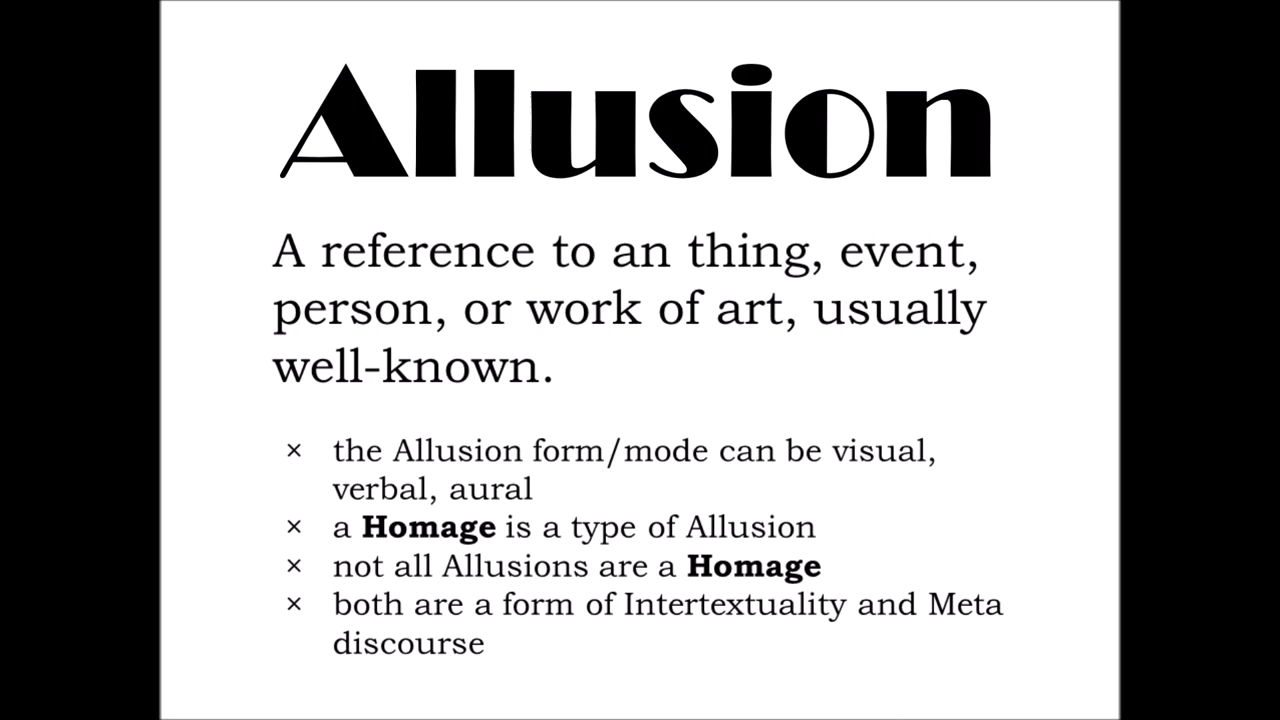 Allusion
A reference to an thing, event,
person, or work of art, usually
well-known.
× the Allusion form/mode can be visual,
verbal, aural
× a Homage is a type of Allusion
× not all Allusions are a Homage
× both are a form of Intertextuality and Meta
discourse